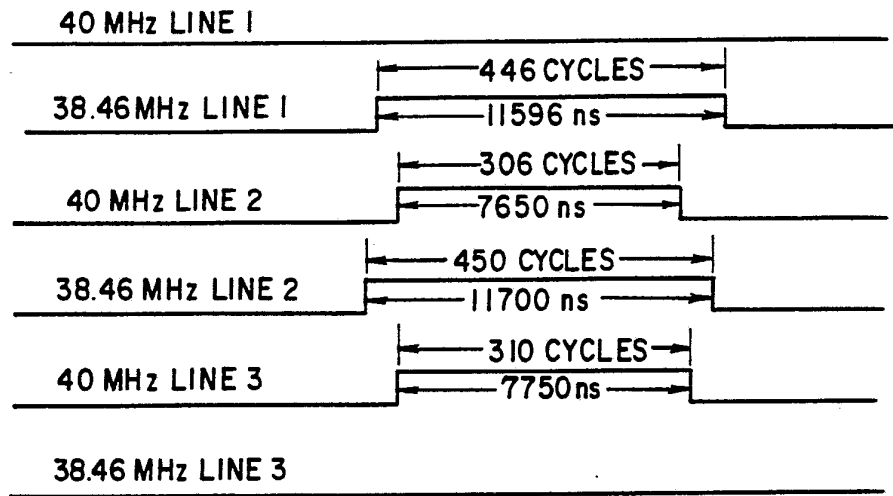 40 MHz LINE 1
446 CYCLES
38.46 MHz LINE 1
11596 ns
306 CYCLES
40 MHz LINE 2
7650 ns
450 CYCLES
38.46 MHz LINE 2
11700 ns
310 CYCLES
40 MHz LINE 3
7750 ns
38.46 MHz LINE 3